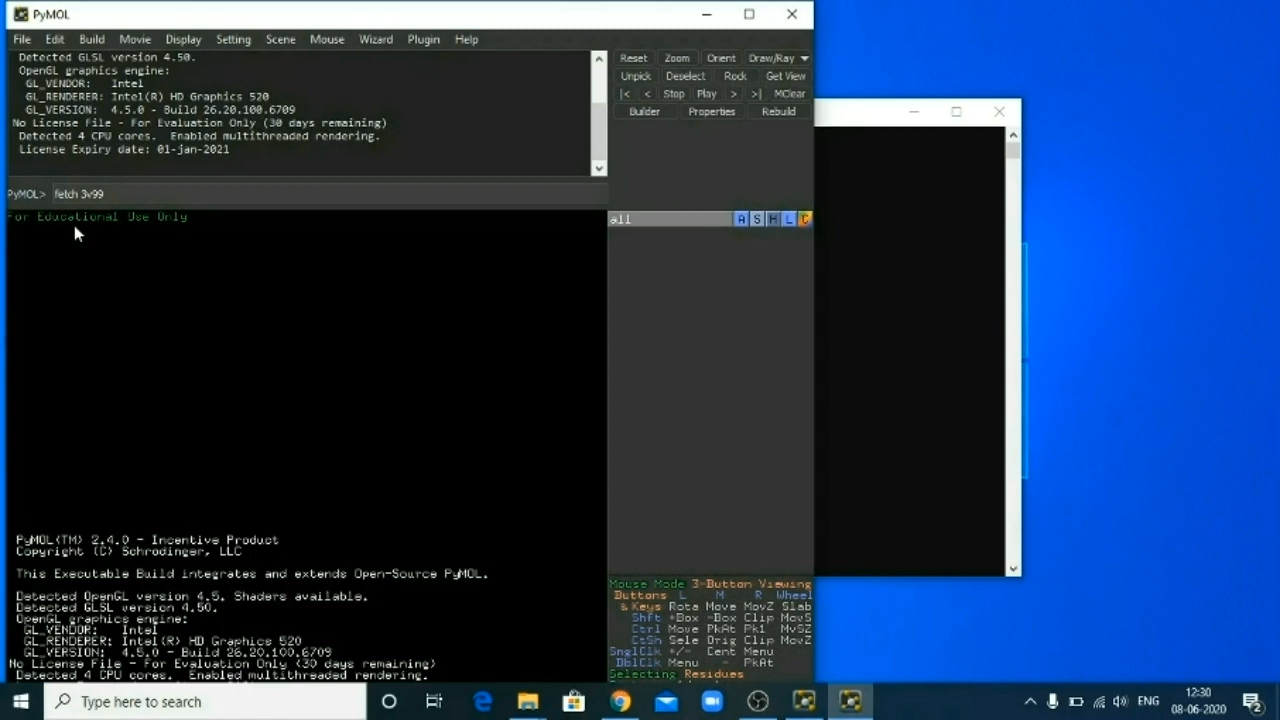 PyMOL
File Edit Build Movie Display Setting Scene Mouse Wizard Plugin Help
Detected GLSL version 4.50.
OpenGL graphics engine:
GL_VENDOR: Intel
GL_RENDERER: Intel(R) HD Graphics 520
GL_VERSION: 4.5.0 - Build 26.20.100.6709
No License File - For Evaluation Only (30 days remaining)
Detected 4 CPU cores. Enabled multithreaded rendering.
License Expiry date: 01-jan-2021
Reset Zoom Orient Draw/Ray
Unpick Deselect Rock Get View
|< < Stop Play > >| MClear
Builder Properties Rebuild
PyMOL> fetch 3v99
For Educational Use Only
all A S H L C
PyMOL(TM) 2.4.0 - Incentive Product
Copyright (C) Schrodinger, LLC
This Executable Build integrates and extends Open-Source PyMOL.
Detected OpenGL version 4.5. Shaders available.
Detected GLSL version 4.50.
OpenGL graphics engine:
GL_VENDOR: Intel
GL_RENDERER: Intel(R) HD Graphics 520
GL_VERSION: 4.5.0 - Build 26.20.100.6709
No License File - For Evaluation Only (30 days remaining)
Detected 4 CPU cores. Enabled multithreaded rendering.
Mouse Mode 3-Button Viewing
Buttons L M R Wheel
& Keys Rota Move MovZ Slab
Shft +Box -Box Clip MovS
Ctrl Move PkAt Pk1 MvSZ
CtSh Sele Orig Clip MovZ
SnglClk +/- Cent Menu
DblClk Menu - PkAt
Selecting Residues
Type here to search
ENG
12:30
08-06-2020
2